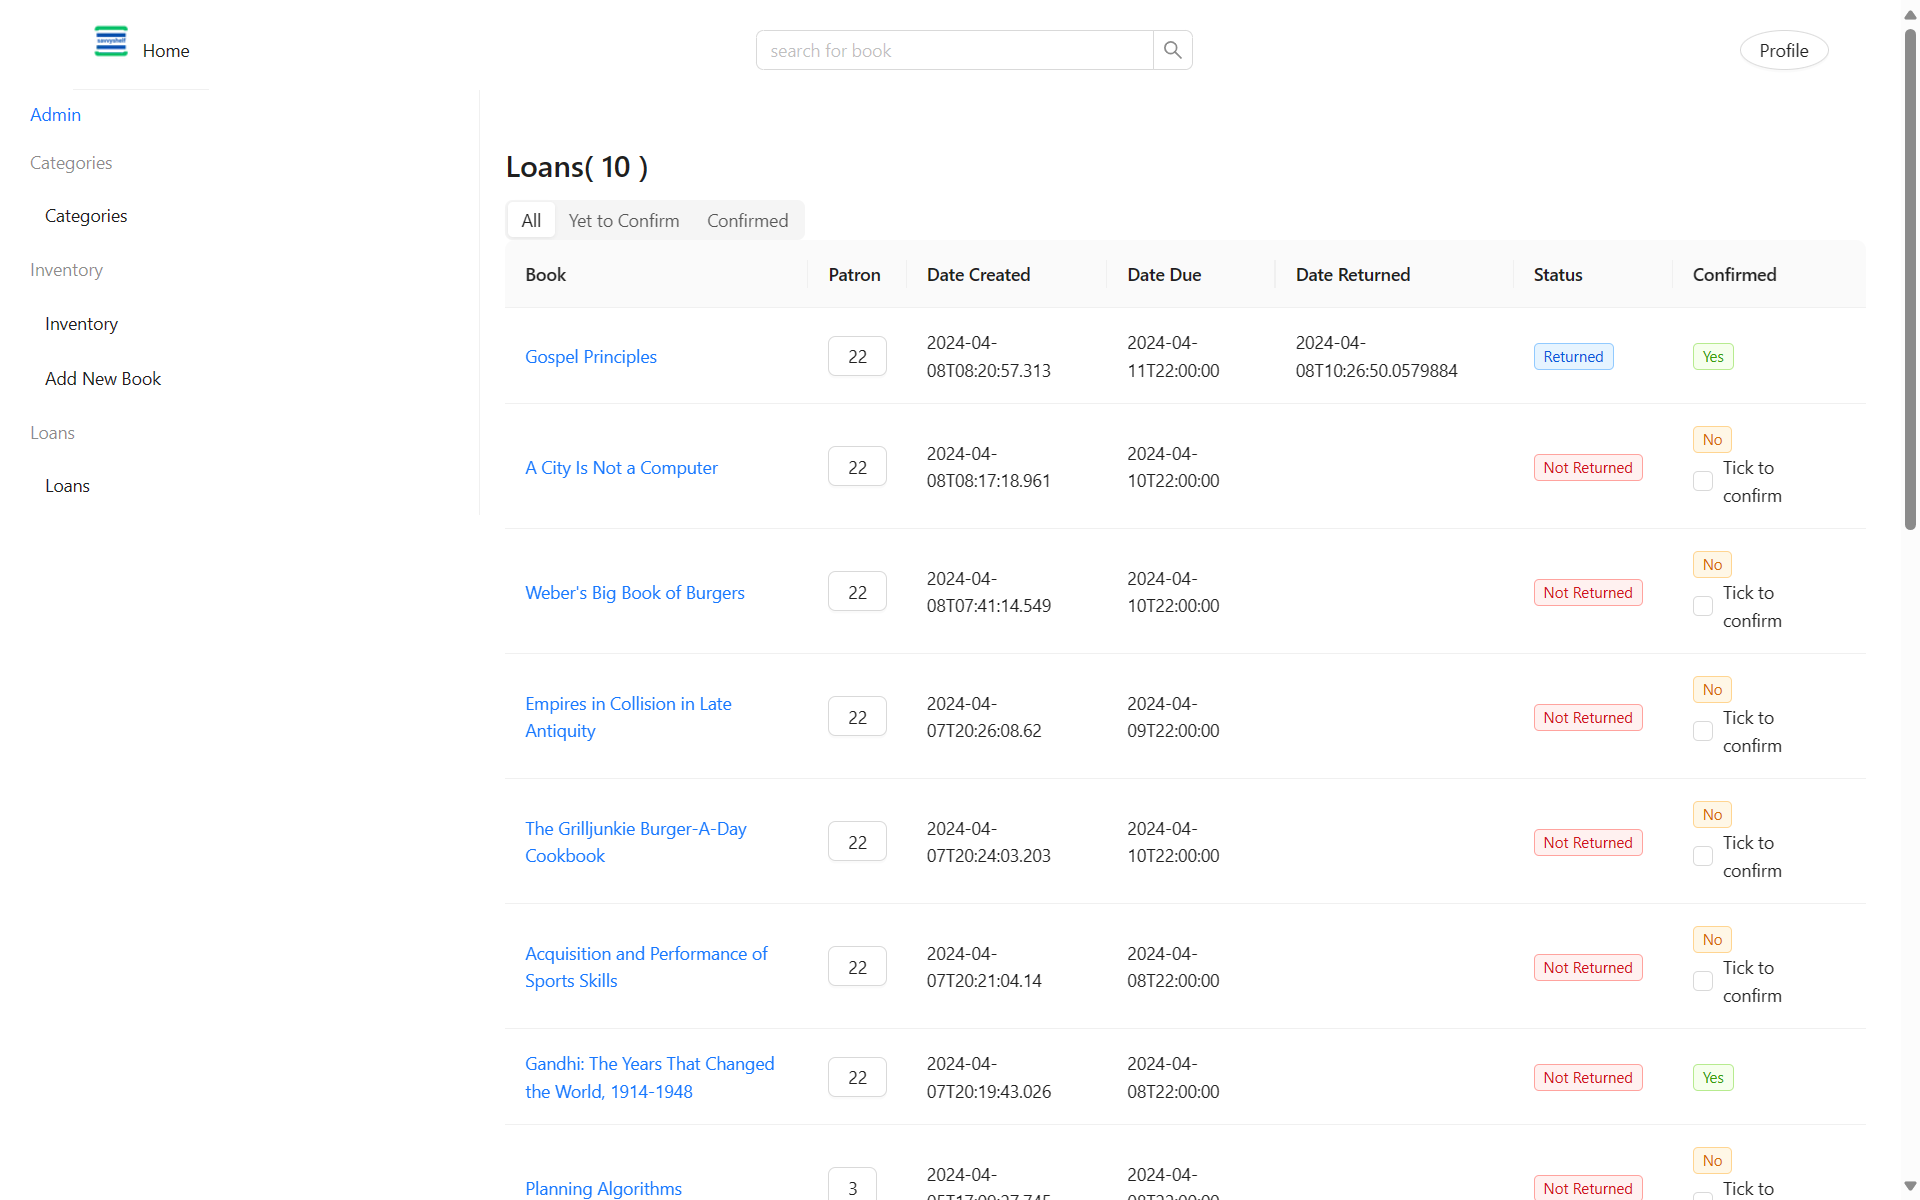 savvyshelf
Home
search for book
Profile
Admin
Categories
Categories
Inventory
Inventory
Add New Book
Loans
Loans
Loans( 10 )
All Yet to Confirm Confirmed
Book Patron Date Created Date Due Date Returned Status Confirmed
Gospel Principles 22 2024-04- 2024-04- 2024-04- Returned Yes
08T08:20:57.313 11T22:00:00 08T10:26:50.0579884
A City Is Not a Computer 22 2024-04- 2024-04- Not Returned No
08T08:17:18.961 10T22:00:00 Tick to
confirm
Weber's Big Book of Burgers 22 2024-04- 2024-04- Not Returned No
08T07:41:14.549 10T22:00:00 Tick to
confirm
Empires in Collision in Late 22 2024-04- 2024-04- Not Returned No
Antiquity 07T20:26:08.62 09T22:00:00 Tick to
confirm
The Grilljunkie Burger-A-Day 22 2024-04- 2024-04- Not Returned No
Cookbook 07T20:24:03.203 10T22:00:00 Tick to
confirm
Acquisition and Performance of 22 2024-04- 2024-04- Not Returned No
Sports Skills 07T20:21:04.14 08T22:00:00 Tick to
confirm
Gandhi: The Years That Changed 22 2024-04- 2024-04- Not Returned Yes
the World, 1914-1948 07T20:19:43.026 08T22:00:00
Planning Algorithms 3 2024-04- 2024-04- Not Returned No
Tick to